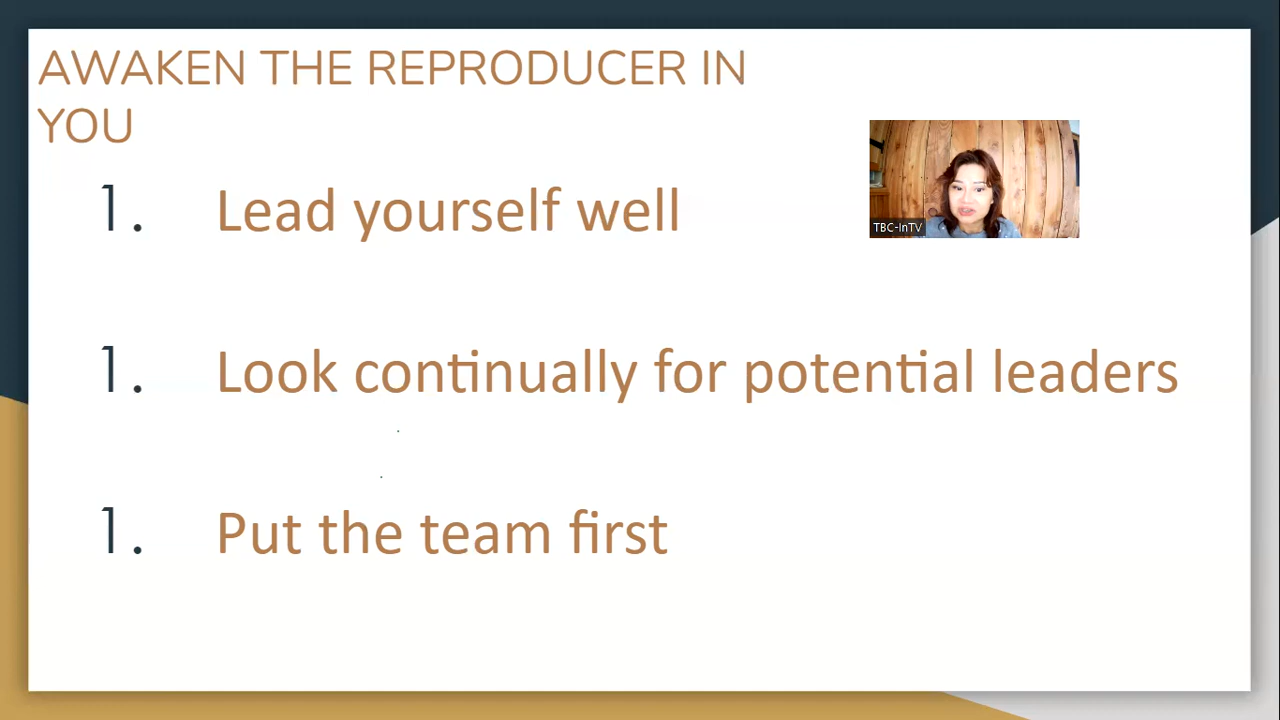 AWAKEN THE REPRODUCER IN
YOU
1. Lead yourself well
TBC-InTV
1. Look continually for potential leaders
1. Put the team first